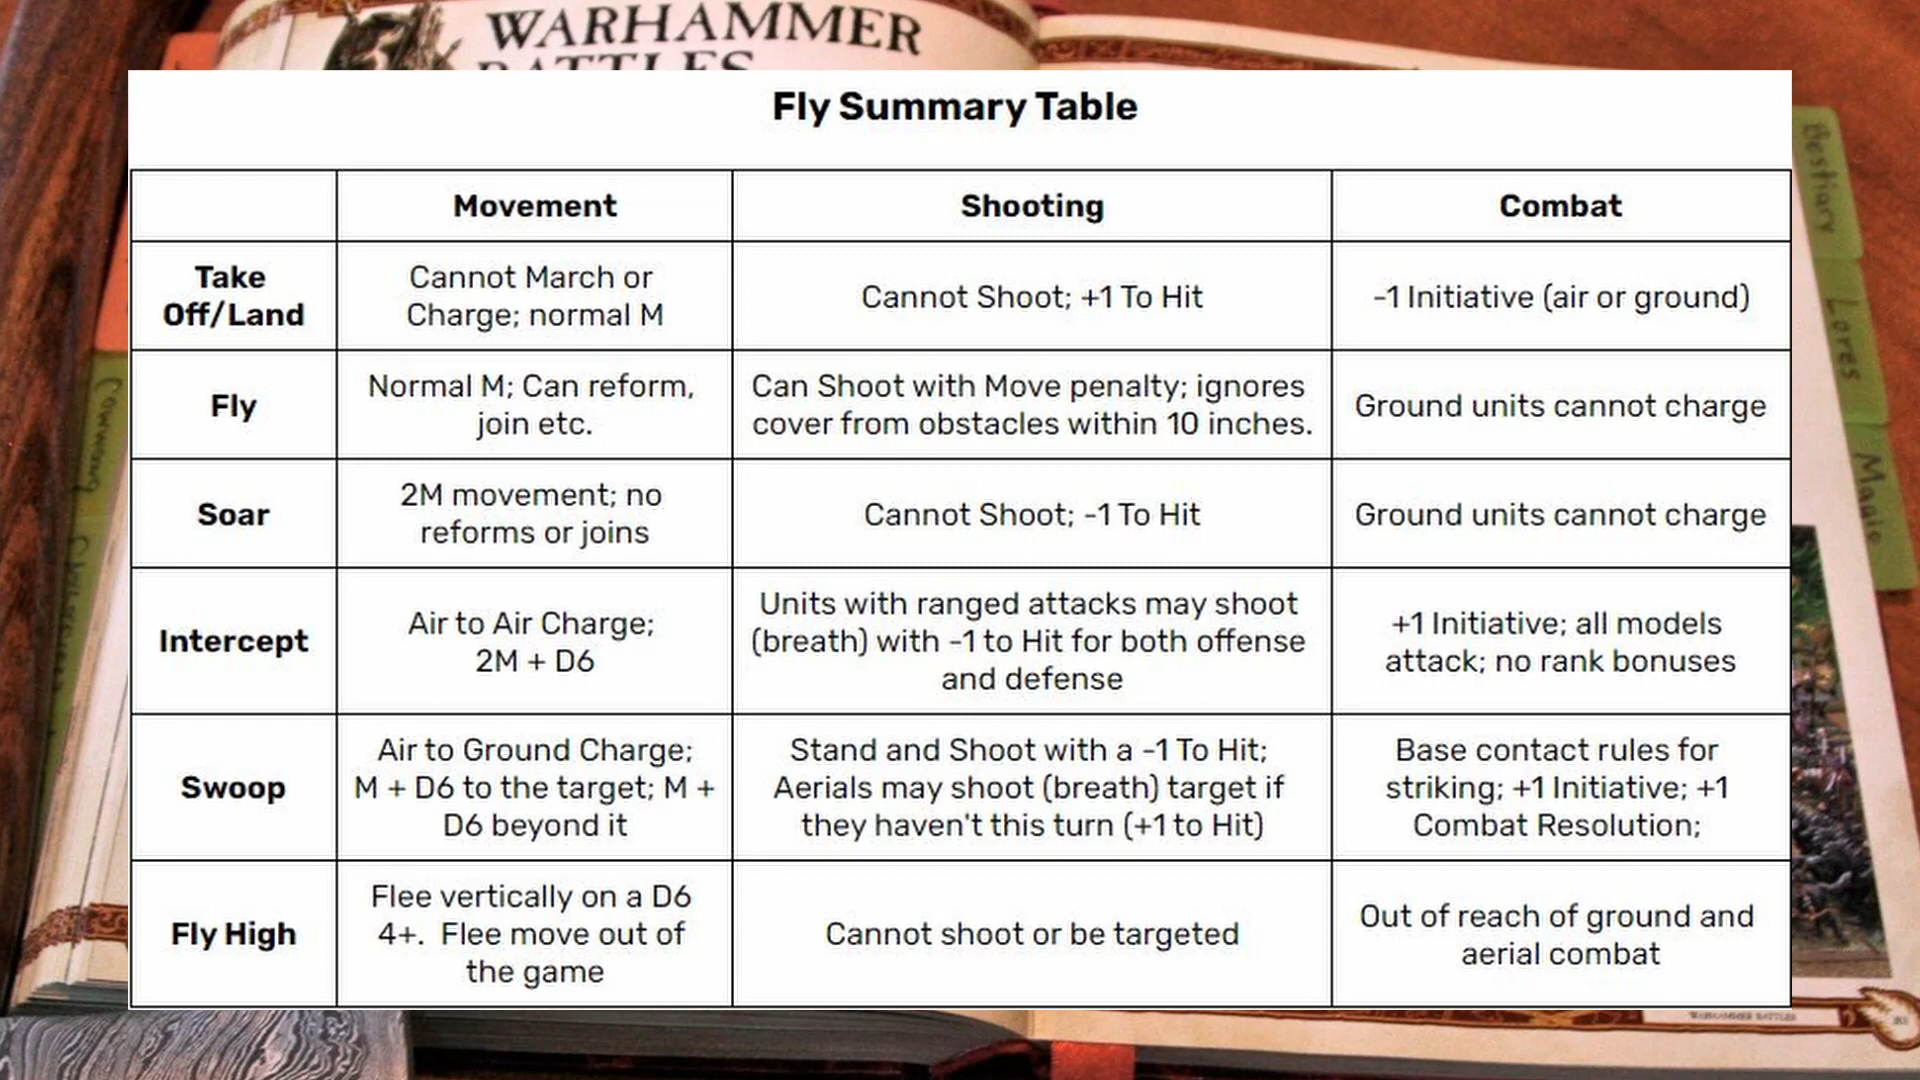 WARHAMMER
BATTLES
Fly Summary Table
Movement
Shooting
Combat
Take
Off/Land
Cannot March or
Charge; normal M
Cannot Shoot; +1 To Hit
-1 Initiative (air or ground)
Fly
Normal M; Can reform,
join etc.
Can Shoot with Move penalty; ignores
cover from obstacles within 10 inches.
Ground units cannot charge
Soar
2M movement; no
reforms or joins
Cannot Shoot; -1 To Hit
Ground units cannot charge
Intercept
Air to Air Charge;
2M + D6
Units with ranged attacks may shoot
(breath) with -1 to Hit for both offense
and defense
+1 Initiative; all models
attack; no rank bonuses
Swoop
Air to Ground Charge;
M + D6 to the target; M +
D6 beyond it
Stand and Shoot with a -1 To Hit;
Aerials may shoot (breath) target if
they haven't this turn (+1 to Hit)
Base contact rules for
striking; +1 Initiative; +1
Combat Resolution;
Fly High
Flee vertically on a D6
4+. Flee move out of
the game
Cannot shoot or be targeted
Out of reach of ground and
aerial combat
Bestiary
Lores
Magic
WARHAMMER BATTLES